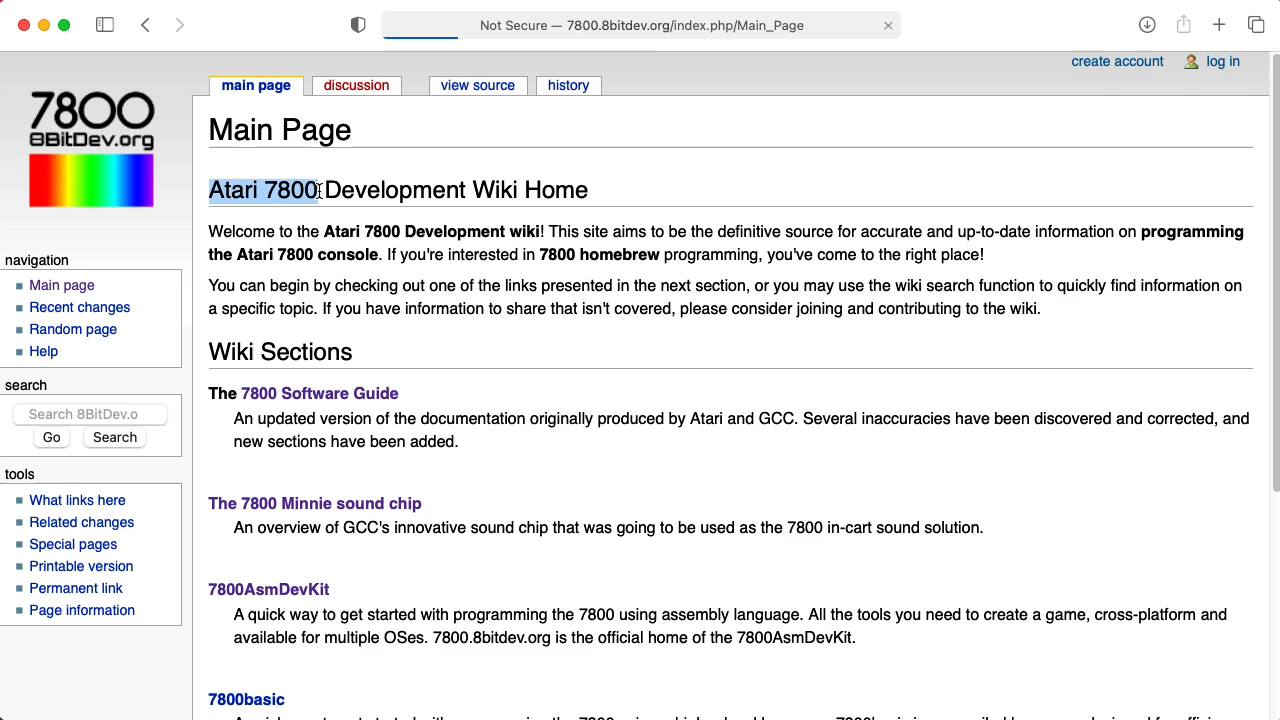 Not Secure — 7800.8bitdev.org/index.php/Main_Page
create account log in
main page discussion view source history
7800
8BitDev.org
Main Page
Atari 7800 Development Wiki Home
Welcome to the Atari 7800 Development wiki! This site aims to be the definitive source for accurate and up-to-date information on programming
the Atari 7800 console. If you're interested in 7800 homebrew programming, you've come to the right place!
You can begin by checking out one of the links presented in the next section, or you may use the wiki search function to quickly find information on
a specific topic. If you have information to share that isn't covered, please consider joining and contributing to the wiki.
navigation
Main page
Recent changes
Random page
Help
search
Search 8BitDev.o
Go Search
tools
What links here
Related changes
Special pages
Printable version
Permanent link
Page information
Wiki Sections
The 7800 Software Guide
An updated version of the documentation originally produced by Atari and GCC. Several inaccuracies have been discovered and corrected, and
new sections have been added.
The 7800 Minnie sound chip
An overview of GCC's innovative sound chip that was going to be used as the 7800 in-cart sound solution.
7800AsmDevKit
A quick way to get started with programming the 7800 using assembly language. All the tools you need to create a game, cross-platform and
available for multiple OSes. 7800.8bitdev.org is the official home of the 7800AsmDevKit.
7800basic